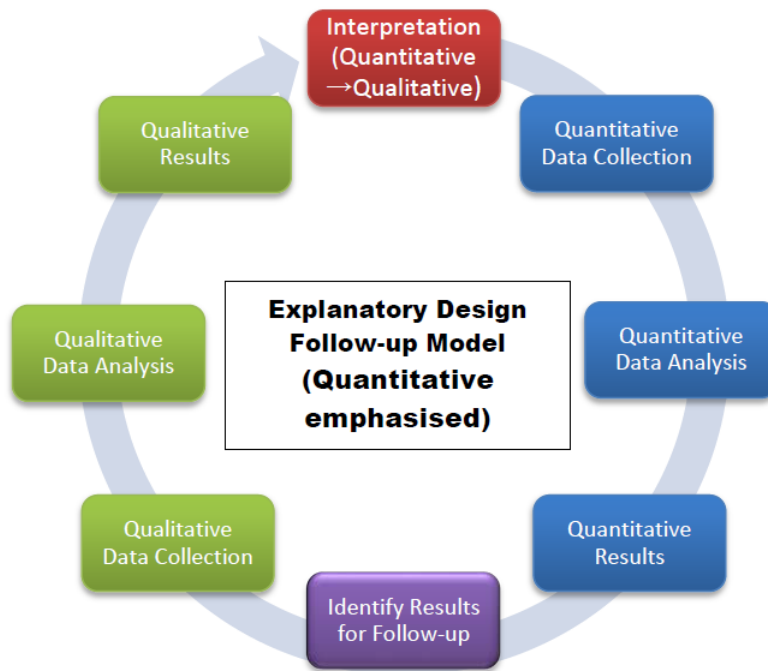 Interpretation
(Quantitative
→Qualitative)
Quantitative
Data Collection
Quantitative
Data Analysis
Quantitative
Results
Identify Results
for Follow-up
Qualitative
Data Collection
Qualitative
Data Analysis
Qualitative
Results
Explanatory Design
Follow-up Model
(Quantitative
emphasised)